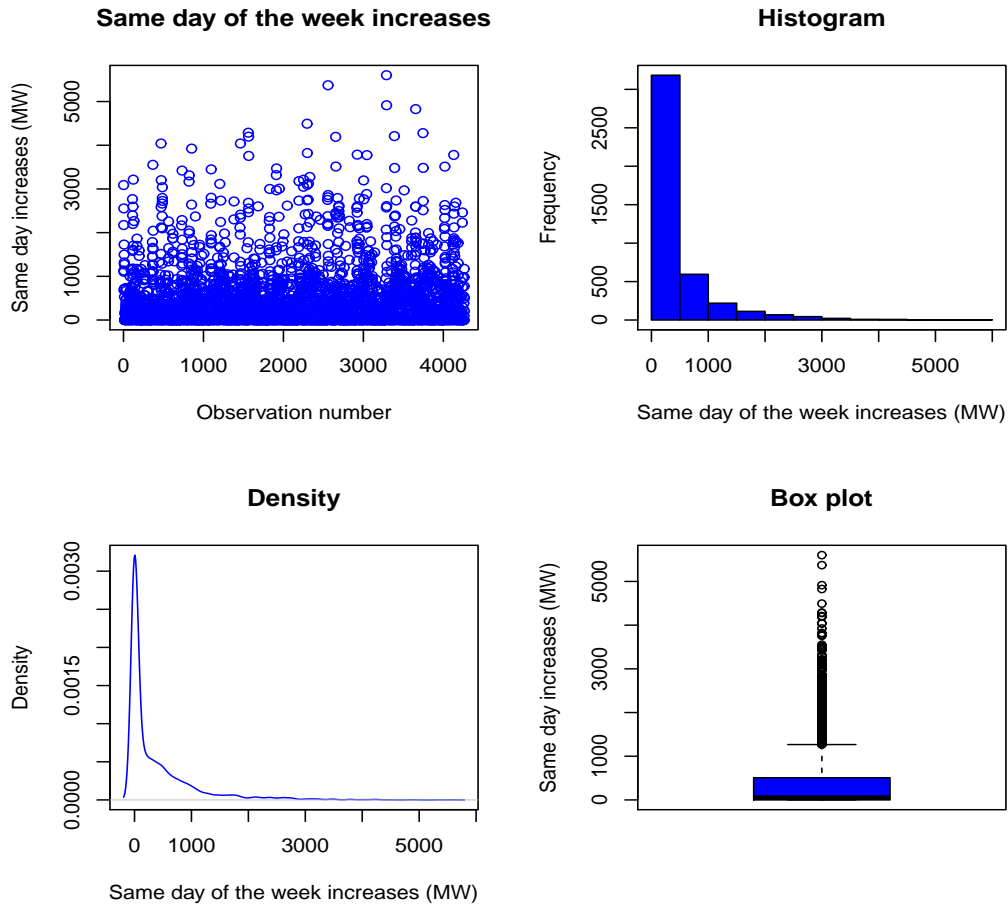 Same day of the week increases
Same day increases (MW)
5000
3000
1000
0
0 1000 2000 3000 4000
Observation number
Histogram
Frequency
2500
1500
500
0
0 1000 3000 5000
Same day of the week increases (MW)
Density
Density
0.0030
0.0015
0.0000
0 1000 3000 5000
Same day of the week increases (MW)
Box plot
Same day increases (MW)
5000
3000
1000
0